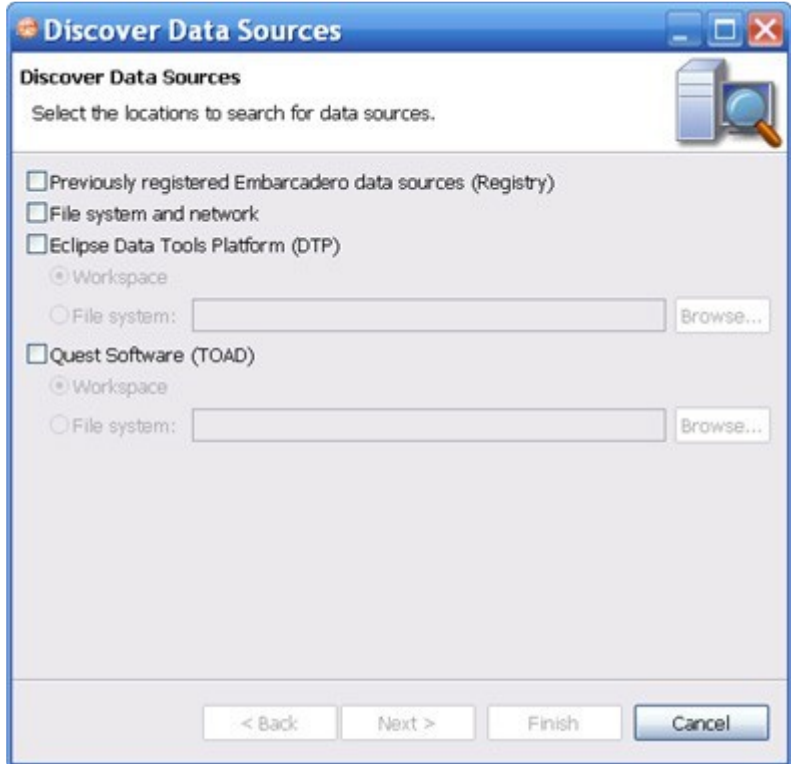 Discover Data Sources
Discover Data Sources
Select the locations to search for data sources.
Previously registered Embarcadero data sources (Registry)
File system and network
Eclipse Data Tools Platform (DTP)
Workspace
File system: Browse...
Quest Software (TOAD)
Workspace
File system: Browse...
< Back Next > Finish Cancel